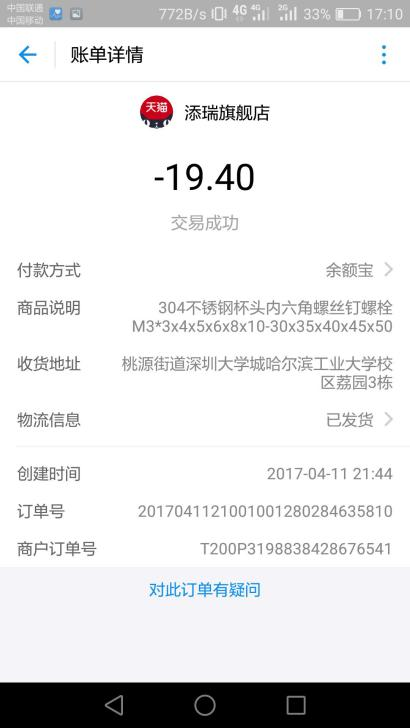 中国联通
中国移动
772B/s 4G 4G 2G 33% 17:10
账单详情
天猫 添瑞旗舰店
-19.40
交易成功
付款方式 余额宝
商品说明 304不锈钢杯头内六角螺丝钉螺栓
M3*3x4x5x6x8x10-30x35x40x45x50
收货地址 桃源街道深圳大学城哈尔滨工业大学校
区荔园3栋
物流信息 已发货
创建时间 2017-04-11 21:44
订单号 20170411210010012802846358​10
商户订单号 T200P3198838428676541
对此订单有疑问